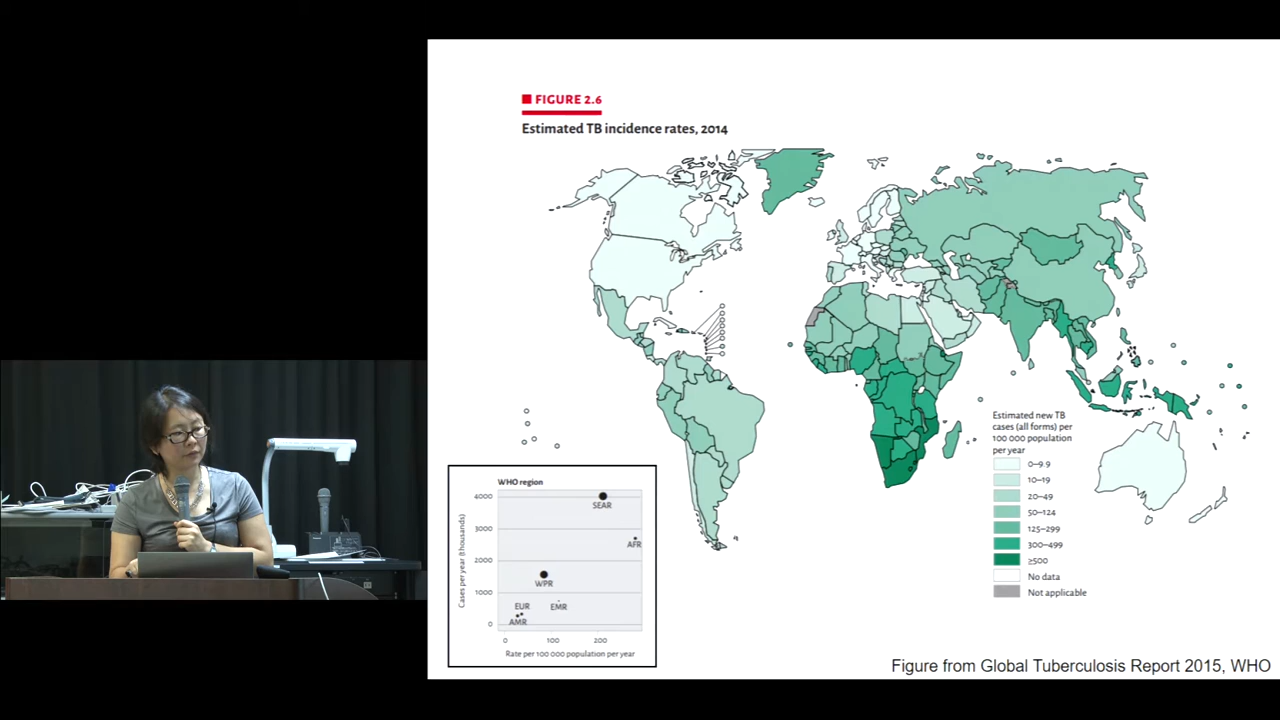 FIGURE 2.6
Estimated TB incidence rates, 2014
Estimated new TB
cases (all forms) per
100 000 population
per year
0–9.9
10–19
20–49
50–124
125–299
300–499
≥500
No data
Not applicable
WHO region
Cases per year (thousands)
4000
3000
2000
1000
0
SEAR
AFR
WPR
EUR
EMR
AMR
0
100
200
Rate per 100 000 population per year
Figure from Global Tuberculosis Report 2015, WHO